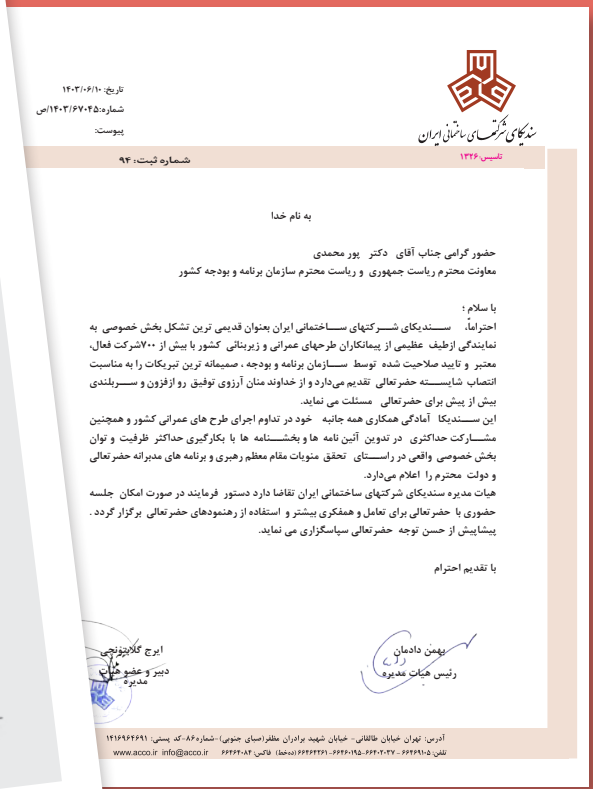 سندیکای شرکتهای ساختمانی ایران
تاسیس: ۱۳۲۶
تاریخ: ۱۴۰۳/۰۶/۱۰
شماره:۱۴۰۳/۶۷۰۴۵/ص
پیوست:
شماره ثبت: ۹۴
به نام خدا
حضور گرامی جناب آقای دکتر پور محمدی
معاونت محترم ریاست جمهوری و ریاست محترم سازمان برنامه و بودجه کشور
با سلام ؛
احتراماً، سندیکای شرکتهای ساختمانی ایران بعنوان قدیمی ترین تشکل بخش خصوصی به
نمایندگی ازطیف عظیمی از پیمانکاران طرحهای عمرانی و زیربنائی کشور با بیش از ۷۰۰شرکت فعال،
معتبر و تایید صلاحیت شده توسط سازمان برنامه و بودجه ، صمیمانه ترین تبریکات را به مناسبت
انتصاب شایسته حضرتعالی تقدیم می‌دارد و از خداوند منان آرزوی توفیق رو ازفزون و سربلندی
بیش از پیش برای حضرتعالی مسئلت می نماید.
این سندیکا آمادگی همکاری همه جانبه خود در تداوم اجرای طرح های عمرانی کشور و همچنین
مشارکت حداکثری در تدوین آئین نامه ها و بخشنامه ها با بکارگیری حداکثر ظرفیت و توان
بخش خصوصی واقعی در راستای تحقق منویات مقام معظم رهبری و برنامه های مدبرانه حضرتعالی
و دولت محترم را اعلام می‌دارد.
هیات مدیره سندیکای شرکتهای ساختمانی ایران تقاضا دارد دستور فرمایند در صورت امکان جلسه
حضوری با حضرتعالی برای تعامل و همفکری بیشتر و استفاده از رهنمودهای حضرتعالی برگزار گردد .
پیشاپیش از حسن توجه حضرتعالی سپاسگزاری می نماید.
با تقدیم احترام
بهمن دادمان
رئیس هیات مدیره
ایرج گلابتونچی
دبیر و عضو هیات
مدیره
آدرس: تهران خیابان طالقانی- خیابان شهید برادران مظفر(صبای جنوبی)-شماره۸۶-کد پستی: ۱۴۱۶۹۶۴۶۹۱
تلفن: ۶۶۴۶۹۱۰۵ – ۶۶۴۰۲۰۳۷-۶۶۴۶۰۱۹۵- ۶۶۴۶۴۲۶۱ (ده‌خط) فاکس: ۶۶۴۶۴۰۸۴ www.acco.ir info@acco.ir